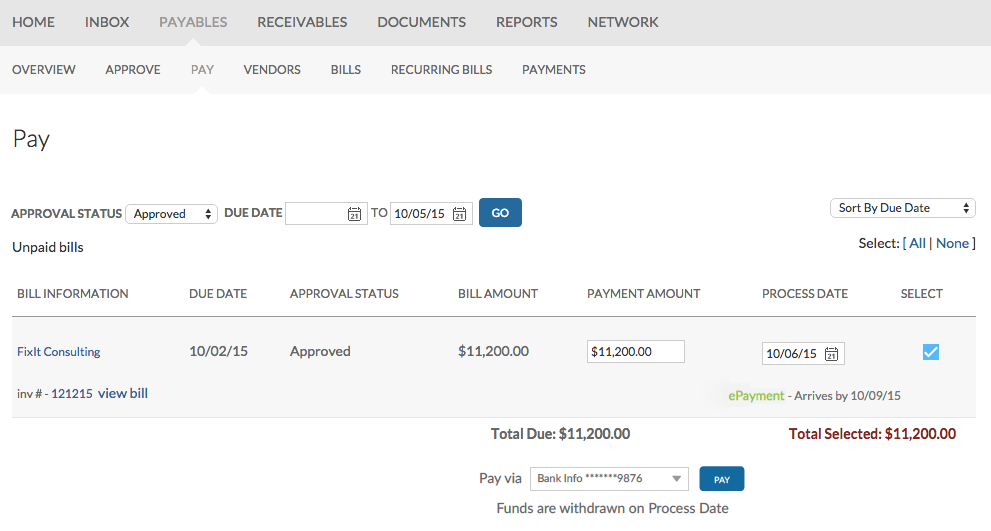 HOME INBOX PAYABLES RECEIVABLES DOCUMENTS REPORTS NETWORK
OVERVIEW APPROVE PAY VENDORS BILLS RECURRING BILLS PAYMENTS
Pay
Sort By Due Date
APPROVAL STATUS Approved DUE DATE 21 TO 10/05/15 21 GO
Select: [ All | None ]
Unpaid bills
BILL INFORMATION DUE DATE APPROVAL STATUS BILL AMOUNT PAYMENT AMOUNT PROCESS DATE SELECT
FixIt Consulting 10/02/15 Approved $11,200.00 $11,200.00 10/06/15 21
inv # - 121215 view bill ePayment - Arrives by 10/09/15
Total Due: $11,200.00 Total Selected: $11,200.00
Pay via Bank Info *******9876 PAY
Funds are withdrawn on Process Date